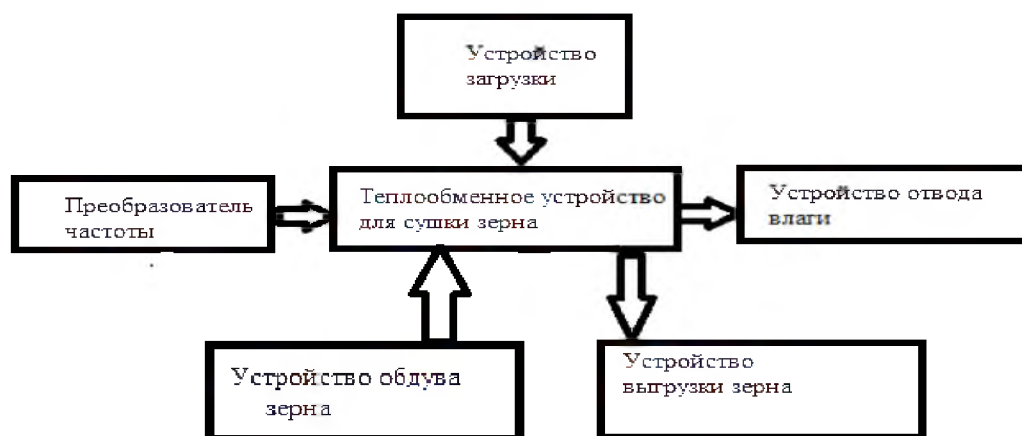 Устройство
загрузки
Преобразователь
частоты
Теплообменное устройство
для сушки зерна
Устройство отвода
влаги
Устройство обдува
зерна
Устройство
выгрузки зерна